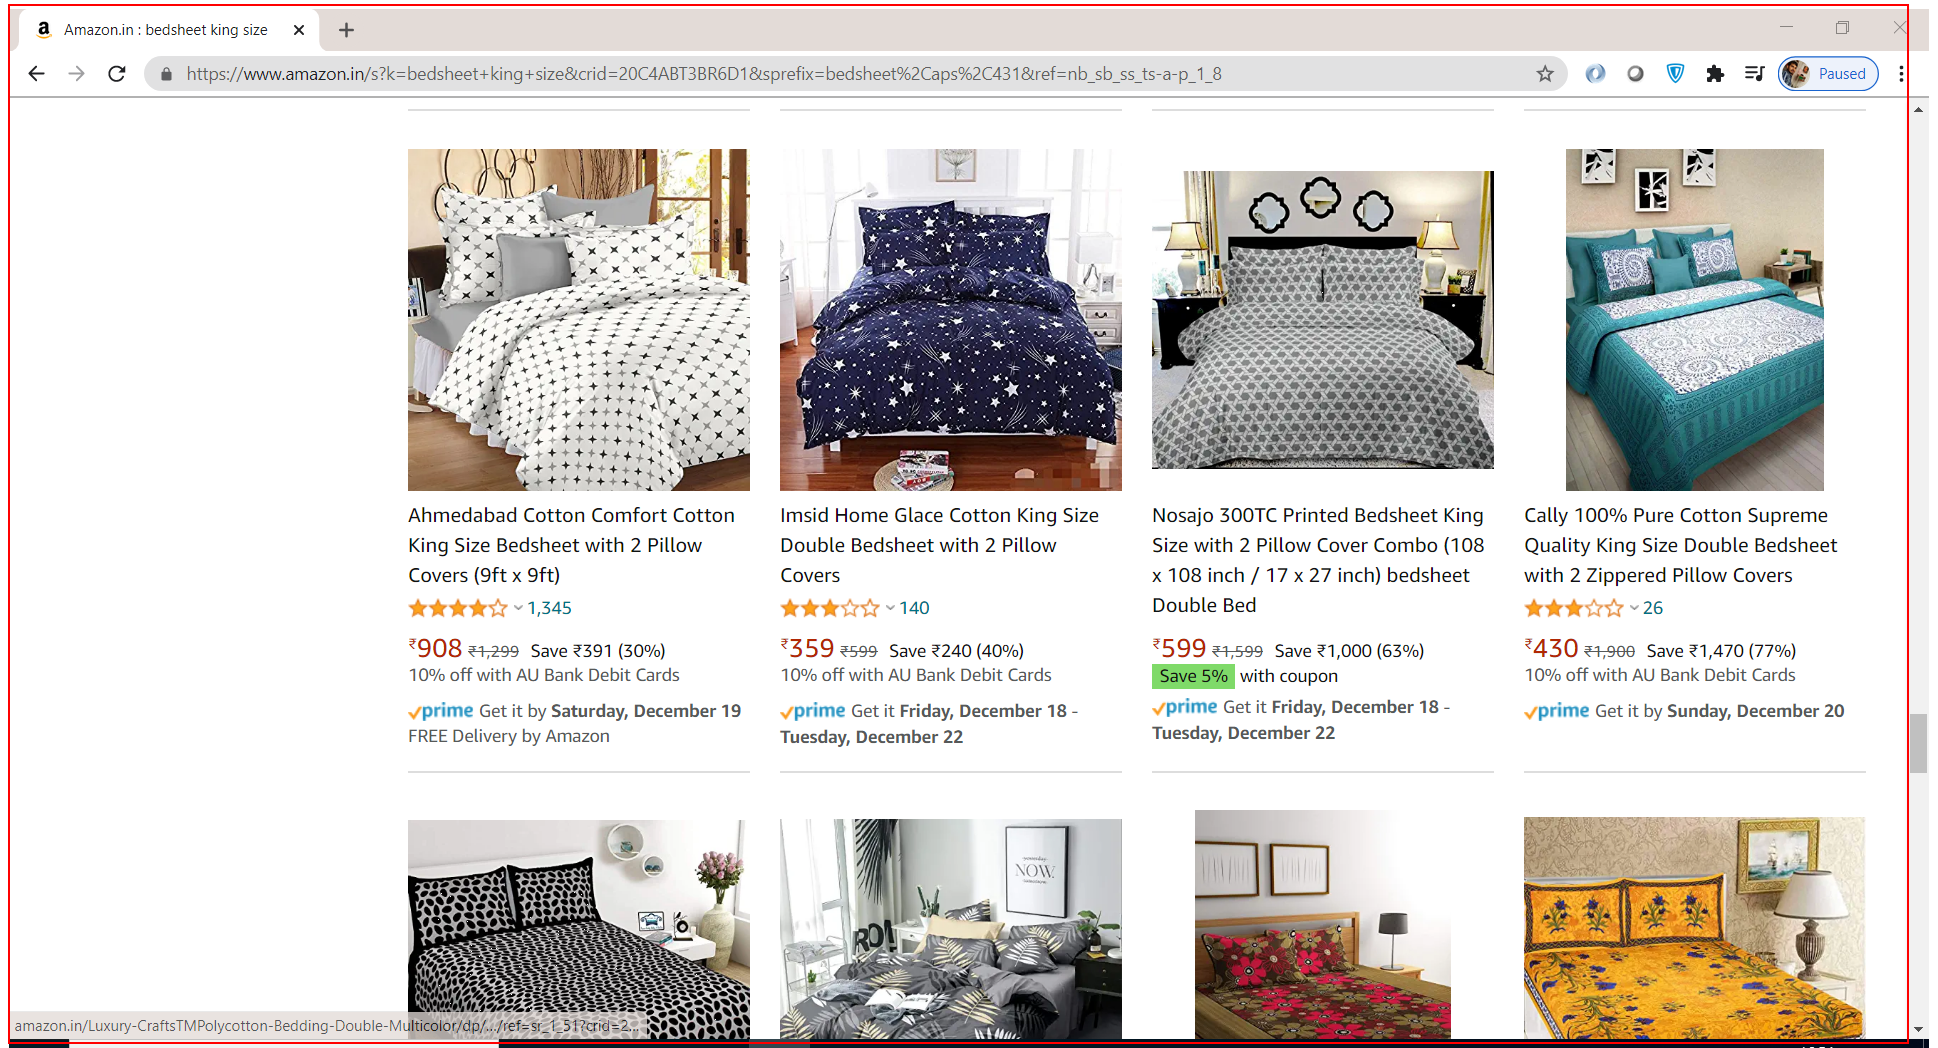 Amazon.in : bedsheet king size
https://www.amazon.in/s?k=bedsheet+king+size&crid=20C4ABT3BR6D1&sprefix=bedsheet%2Caps%2C431&ref=nb_sb_ss_ts-a-p_1_8
Paused
Ahmedabad Cotton Comfort Cotton
King Size Bedsheet with 2 Pillow
Covers (9ft x 9ft)
1,345
₹908 ₹1,299 Save ₹391 (30%)
10% off with AU Bank Debit Cards
prime Get it by Saturday, December 19
FREE Delivery by Amazon
Imsid Home Glace Cotton King Size
Double Bedsheet with 2 Pillow
Covers
140
₹359 ₹599 Save ₹240 (40%)
10% off with AU Bank Debit Cards
prime Get it Friday, December 18 -
Tuesday, December 22
Nosajo 300TC Printed Bedsheet King
Size with 2 Pillow Cover Combo (108
x 108 inch / 17 x 27 inch) bedsheet
Double Bed
₹599 ₹1,599 Save ₹1,000 (63%)
Save 5% with coupon
prime Get it Friday, December 18 -
Tuesday, December 22
Cally 100% Pure Cotton Supreme
Quality King Size Double Bedsheet
with 2 Zippered Pillow Covers
26
₹430 ₹1,900 Save ₹1,470 (77%)
10% off with AU Bank Debit Cards
prime Get it by Sunday, December 20
NOW.
amazon.in/Luxury-CraftsTMPolycotton-Bedding-Double-Multicolor/dp/.../ref=sr_1_51?crid=2...